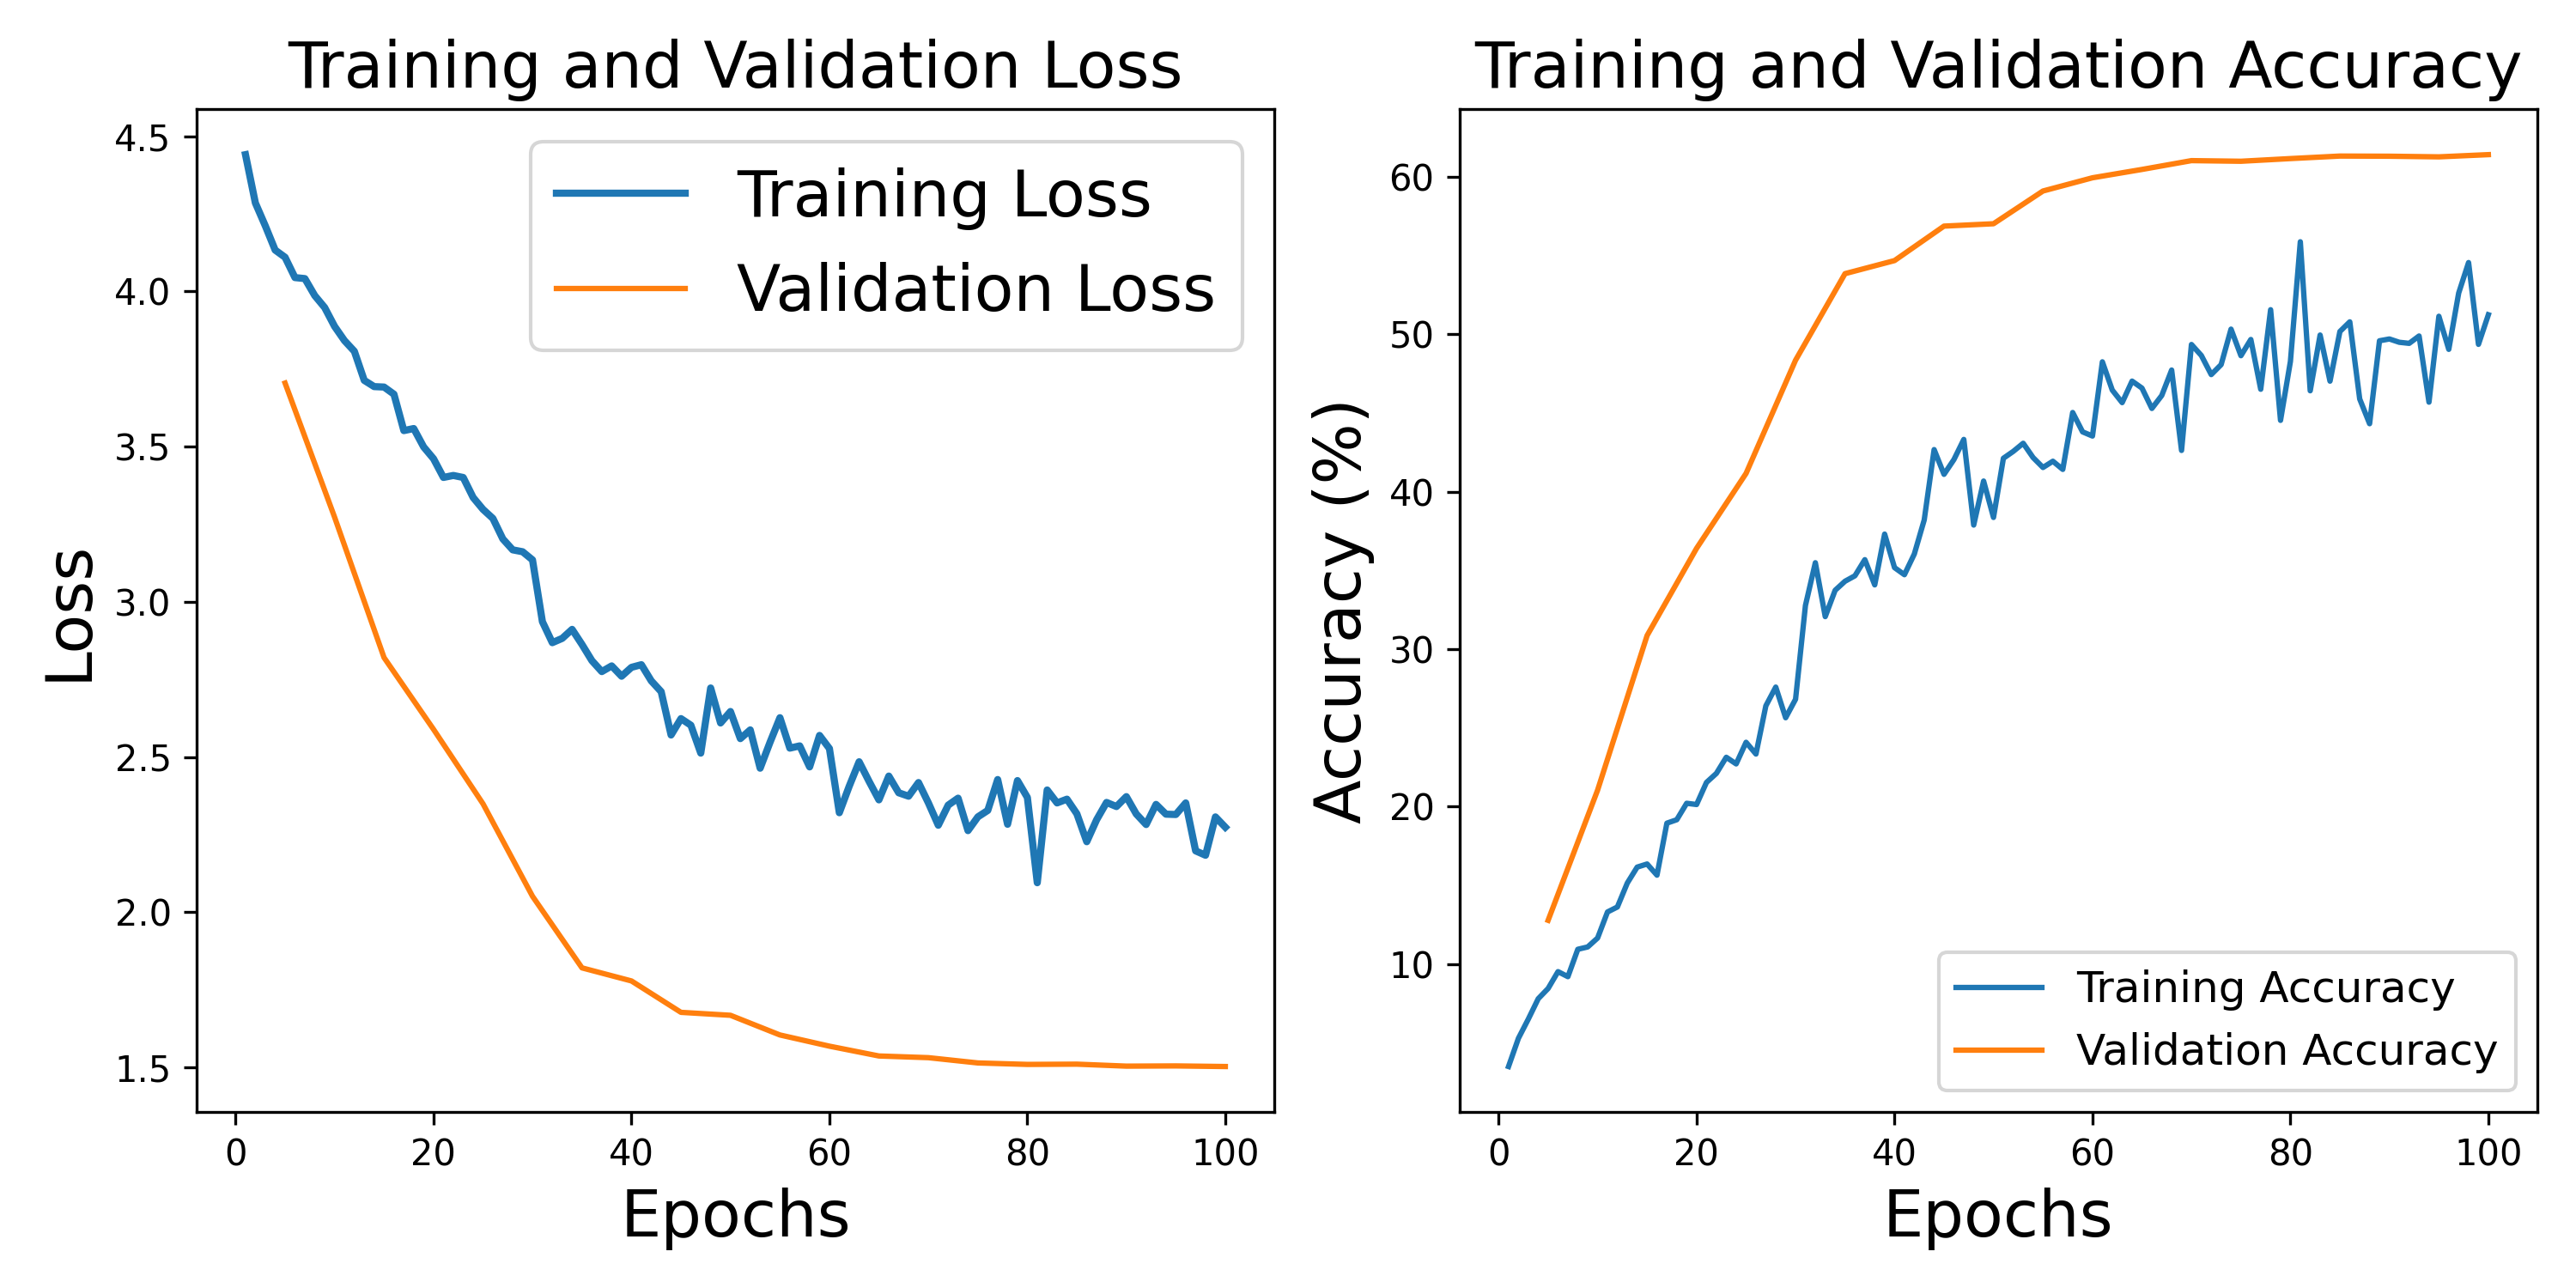 Training and Validation Loss
4.5
4.0
3.5
3.0
2.5
2.0
1.5
Loss
Training Loss
Validation Loss
0 20 40 60 80 100
Epochs
Training and Validation Accuracy
60
50
40
30
20
10
Accuracy (%)
Training Accuracy
Validation Accuracy
0 20 40 60 80 100
Epochs